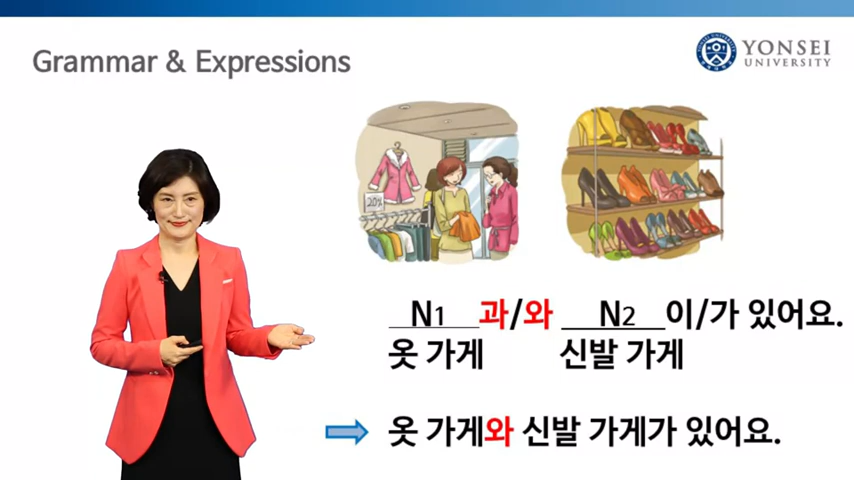 Grammar & Expressions
YONSEI
UNIVERSITY
20%
N1 과/와 N2 이/가 있어요.
옷 가게 신발 가게
옷 가게와 신발 가게가 있어요.